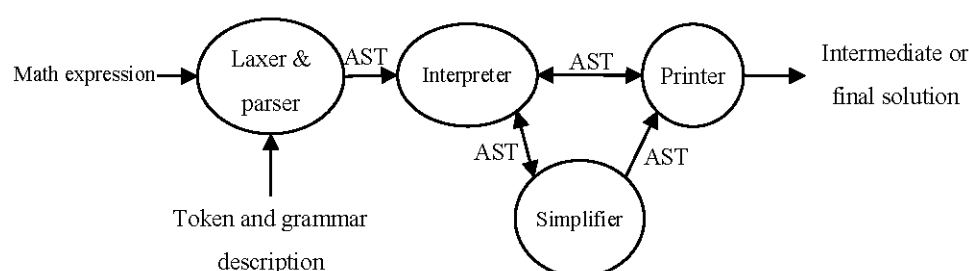 Math expression
Laxer &
parser
AST
Interpreter
AST
Printer
Intermediate or
final solution
AST
AST
Simplifier
Token and grammar
description